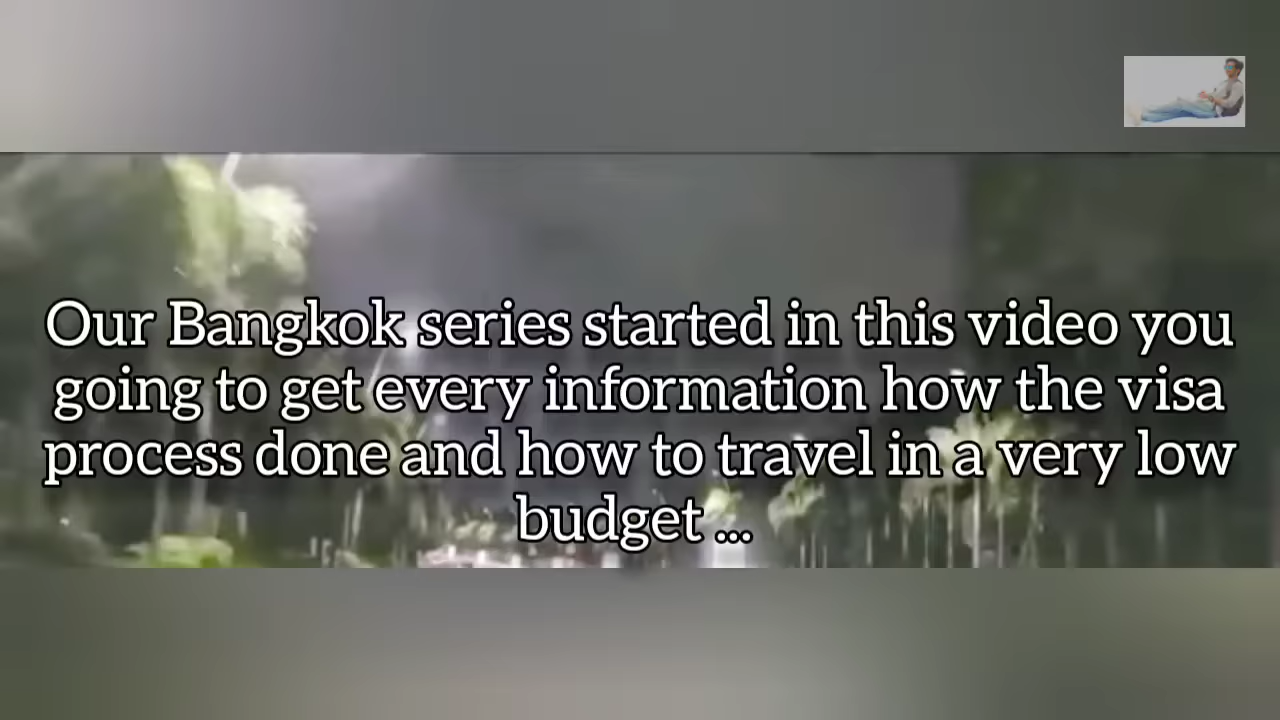 Our Bangkok series started in this video you
going to get every information how the visa
process done and how to travel in a very low
budget ...